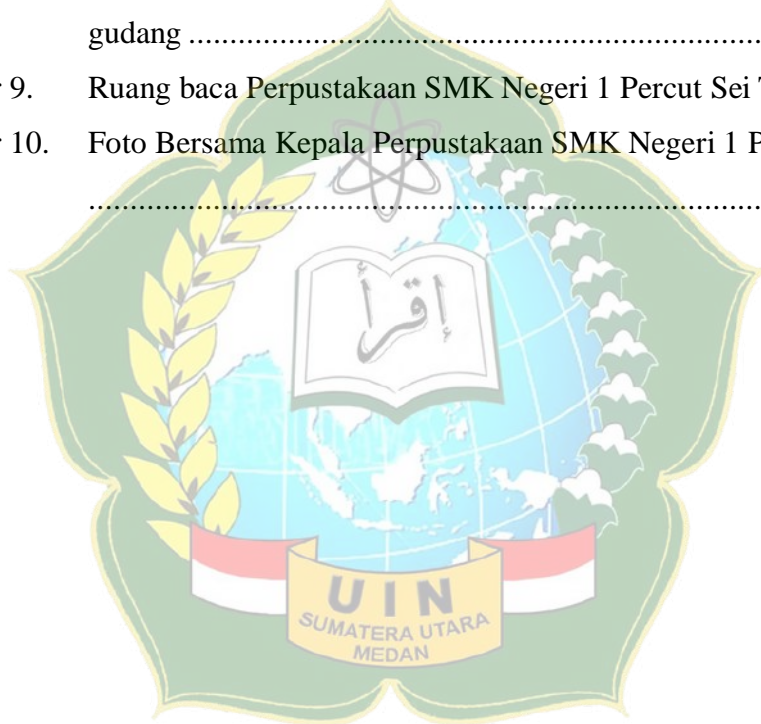 gudang ......................................................................
r 9. Ruang baca Perpustakaan SMK Negeri 1 Percut Sei
r 10. Foto Bersama Kepala Perpustakaan SMK Negeri 1 P
.................................................................................
إقرأ
UIN
SUMATERA UTARA
MEDAN